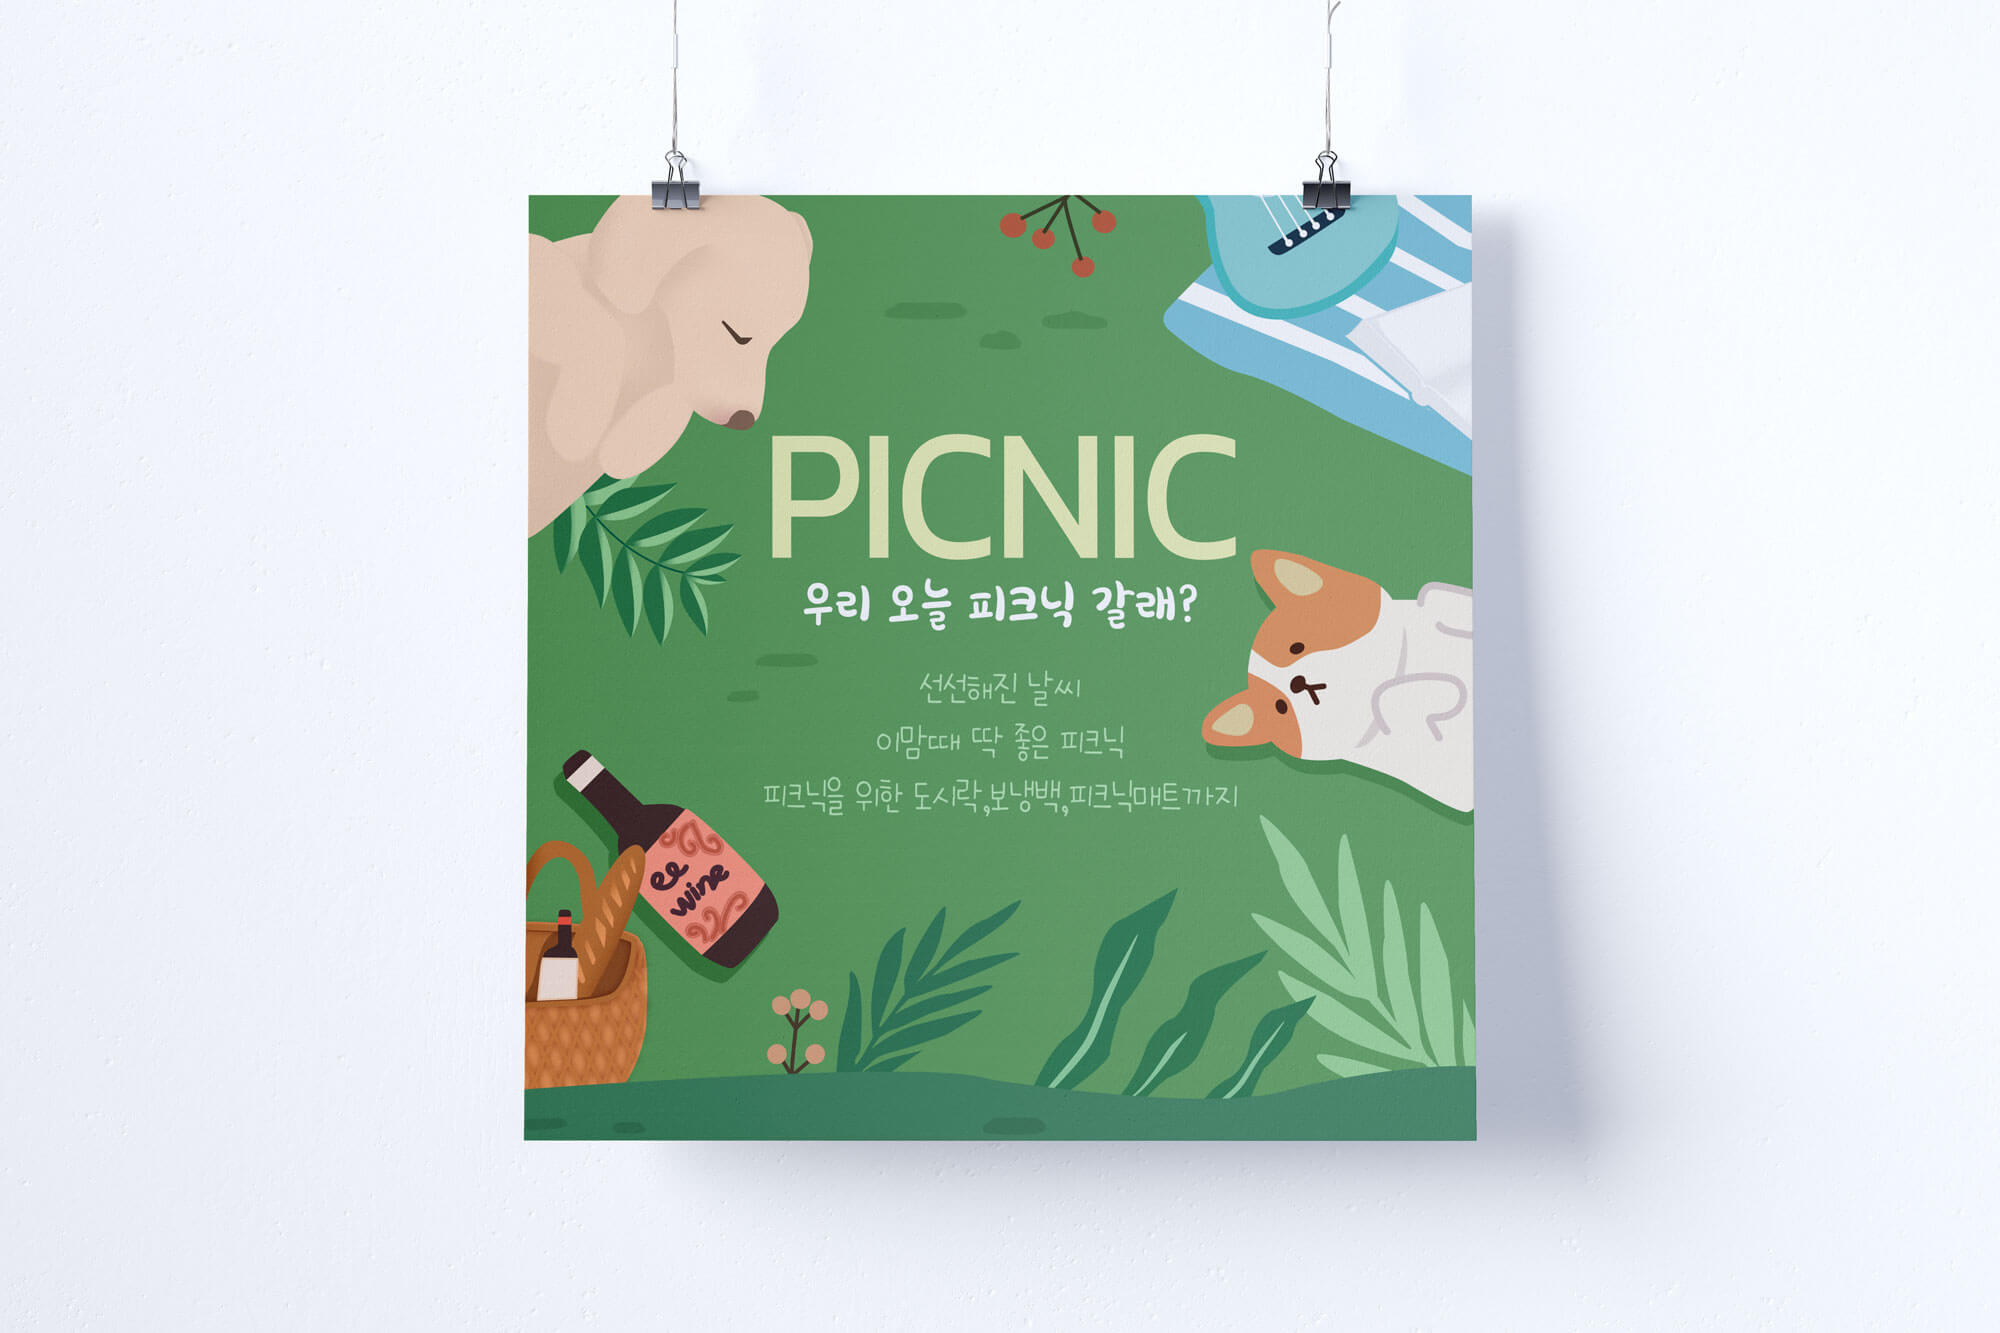 PICNIC
우리 오늘 피크닉 갈래?
선선해진 날씨
이맘때 딱 좋은 피크닉
피크닉을 위한 도시락,보냉백,피크닉매트까지
ee
wine